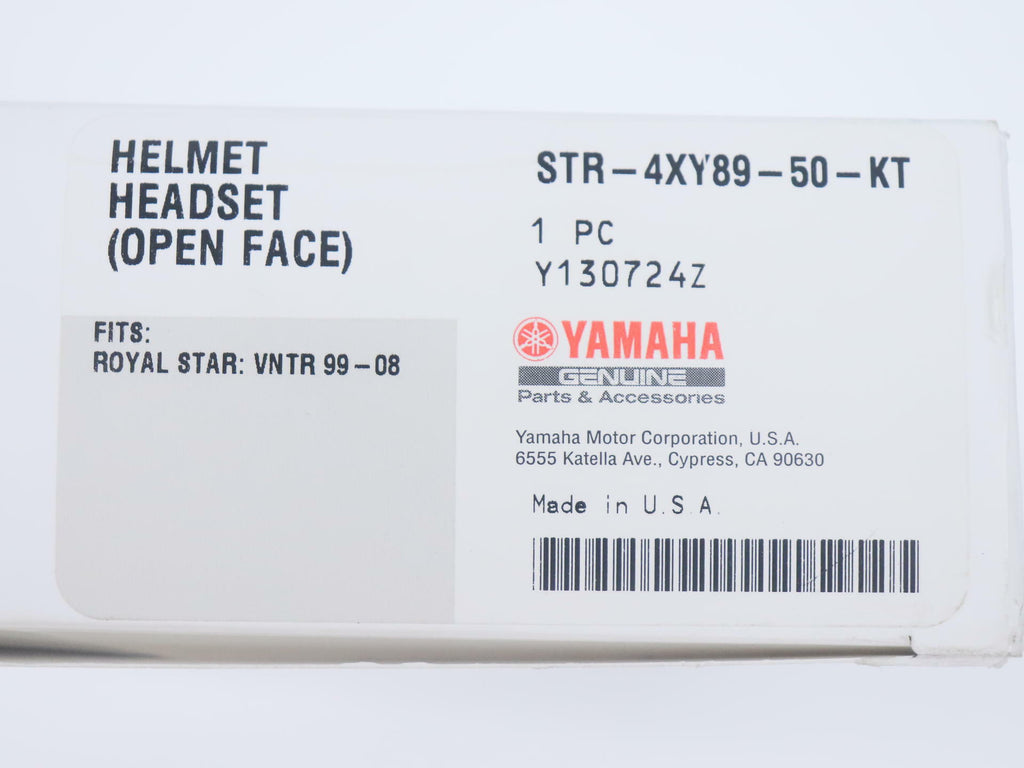 HELMET
HEADSET
(OPEN FACE)
FITS:
ROYAL STAR: VNTR 99-08
STR-4XY89-50-KT
1 PC
Y130724Z
YAMAHA
GENUINE
Parts & Accessories
Yamaha Motor Corporation, U.S.A.
6555 Katella Ave., Cypress, CA 90630
Made in U.S.A.